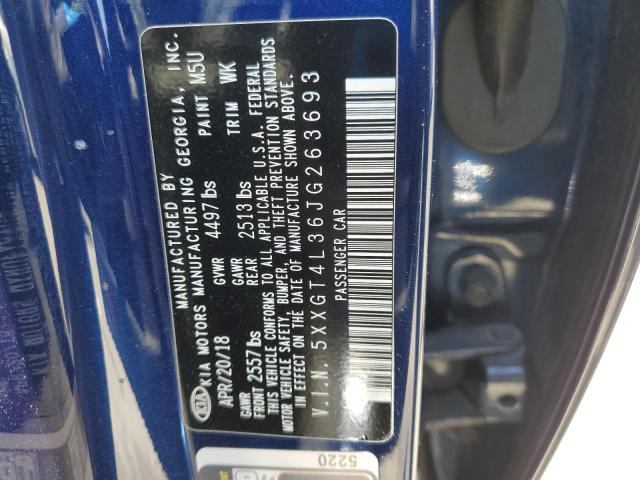 MANUFACTURED BY
KIA KIA MOTORS MANUFACTURING GEORGIA, INC.
APR/20/18 GVWR 4497 lbs PAINT M5U
GAWR FRONT 2557 lbs GAWR REAR 2513 lbs TRIM WK
THIS VEHICLE CONFORMS TO ALL APPLICABLE U.S.A. FEDERAL
MOTOR VEHICLE SAFETY, BUMPER, AND THEFT PREVENTION STANDARDS
IN EFFECT ON THE DATE OF MANUFACTURE SHOWN ABOVE.
V.I.N. 5XXGT4L36JG263693
PASSENGER CAR
5220